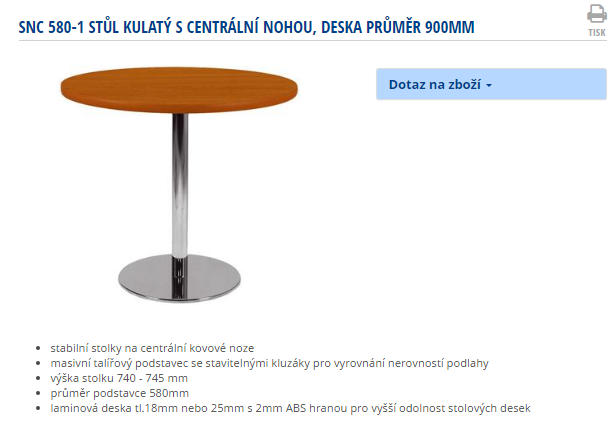 TISK
SNC 580-1 STŮL KULATÝ S CENTRÁLNÍ NOHOU, DESKA PRŮMĚR 900MM
Dotaz na zboží
stabilní stolky na centrální kovové noze
masivní talířový podstavec se stavitelnými kluzáky pro vyrovnání nerovností podlahy
výška stolku 740 - 745 mm
průměr podstavce 580mm
laminová deska tl.18mm nebo 25mm s 2mm ABS hranou pro vyšší odolnost stolových desek